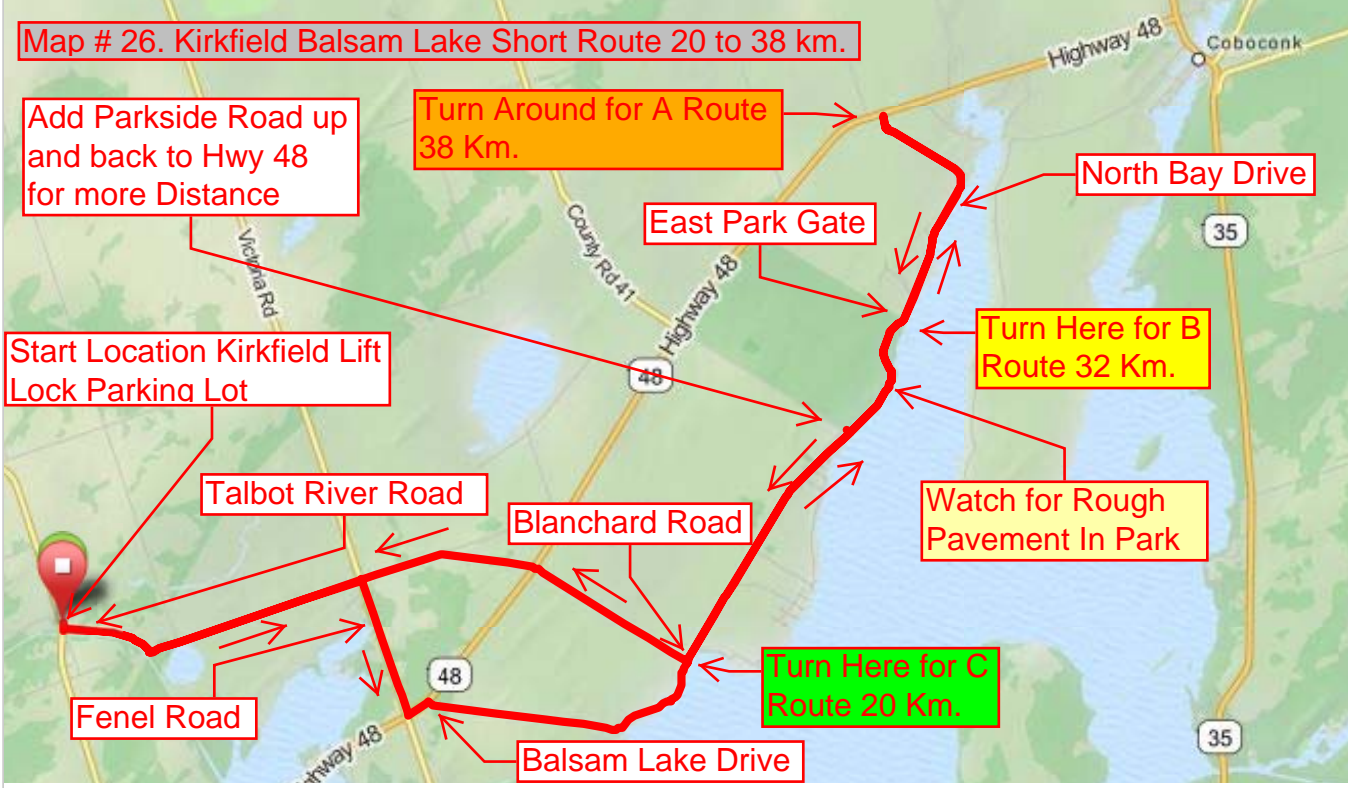 Map # 26. Kirkfield Balsam Lake Short Route 20 to 38 km.
Highway 48
Coboconk
Add Parkside Road up
and back to Hwy 48
for more Distance
Turn Around for A Route
38 Km.
North Bay Drive
East Park Gate
35
Victoria Rd
County Rd 41
Highway 48
Turn Here for B
Route 32 Km.
Start Location Kirkfield Lift
Lock Parking Lot
48
Talbot River Road
Blanchard Road
Watch for Rough
Pavement In Park
48
Turn Here for C
Route 20 Km.
Fenel Road
Highway 48
Balsam Lake Drive
35